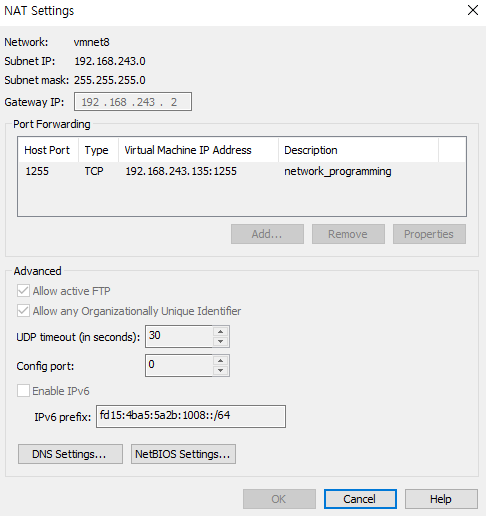 NAT Settings
Network: vmnet8
Subnet IP: 192.168.243.0
Subnet mask: 255.255.255.0
Gateway IP: 192 . 168 . 243 . 2
Port Forwarding
Host Port Type Virtual Machine IP Address Description
1255 TCP 192.168.243.135:1255 network_programming
Add... Remove Properties
Advanced
Allow active FTP
Allow any Organizationally Unique Identifier
UDP timeout (in seconds): 30
Config port: 0
Enable IPv6
IPv6 prefix: fd15:4ba5:5a2b:1008::/64
DNS Settings... NetBIOS Settings...
OK Cancel Help